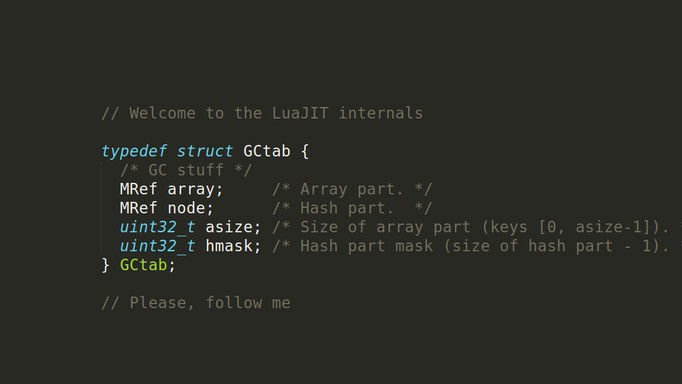 // Welcome to the LuaJIT internals
typedef struct GCtab {
/* GC stuff */
MRef array; /* Array part. */
MRef node; /* Hash part. */
uint32_t asize; /* Size of array part (keys [0, asize-1]).
uint32_t hmask; /* Hash part mask (size of hash part - 1).
} GCtab;
// Please, follow me